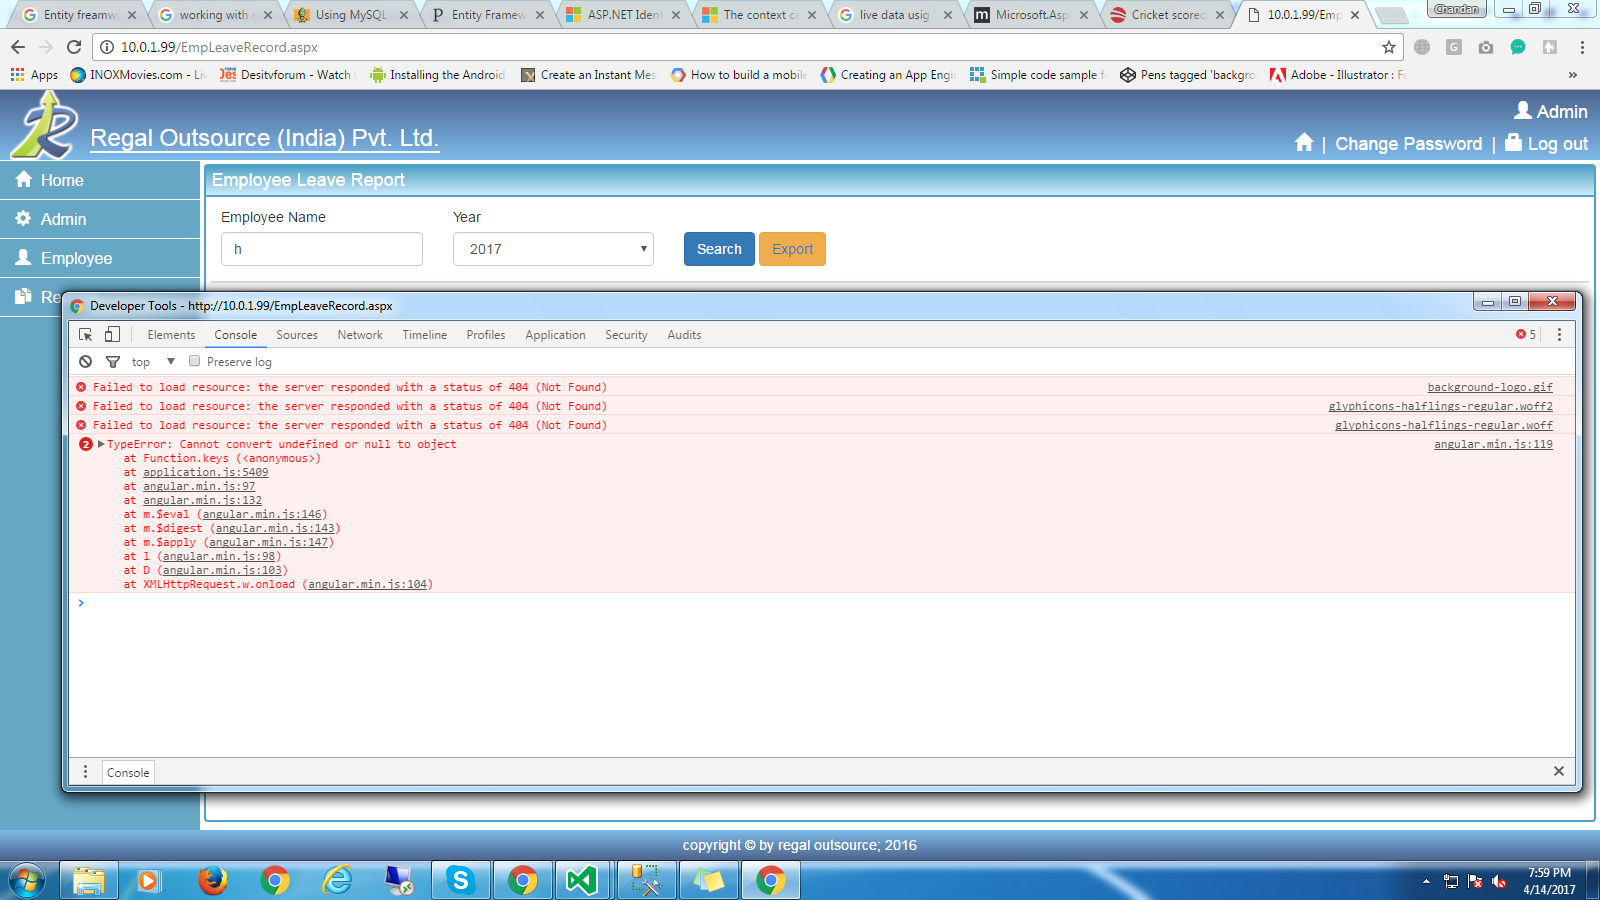 Entity freamw
working with
Using MySQL
Entity Framew
ASP.NET Ident
The context ca
live data usig
Microsoft.Asp
Cricket scorec
10.0.1.99/Emp
Chandan
10.0.1.99/EmpLeaveRecord.aspx
Apps
INOXMovies.com - Liv
Desitvforum - Watch
Installing the Android
Create an Instant Mes
How to build a mobile
Creating an App Engi
Simple code sample f
Pens tagged 'backgro
Adobe - Illustrator : Fo
»
Regal Outsource (India) Pvt. Ltd.
Admin
| Change Password | Log out
Home
Admin
Employee
Re
Employee Leave Report
Employee Name
Year
h
2017
Search
Export
Developer Tools - http://10.0.1.99/EmpLeaveRecord.aspx
Elements Console Sources Network Timeline Profiles Application Security Audits
5
top
Preserve log
Failed to load resource: the server responded with a status of 404 (Not Found) background-logo.gif
Failed to load resource: the server responded with a status of 404 (Not Found) glyphicons-halflings-regular.woff2
Failed to load resource: the server responded with a status of 404 (Not Found) glyphicons-halflings-regular.woff
2 TypeError: Cannot convert undefined or null to object angular.min.js:119
at Function.keys (<anonymous>)
at application.js:5409
at angular.min.js:97
at angular.min.js:132
at m.$eval (angular.min.js:146)
at m.$digest (angular.min.js:143)
at m.$apply (angular.min.js:147)
at l (angular.min.js:98)
at D (angular.min.js:103)
at XMLHttpRequest.w.onload (angular.min.js:104)
Console
copyright © by regal outsource; 2016
7:59 PM
4/14/2017